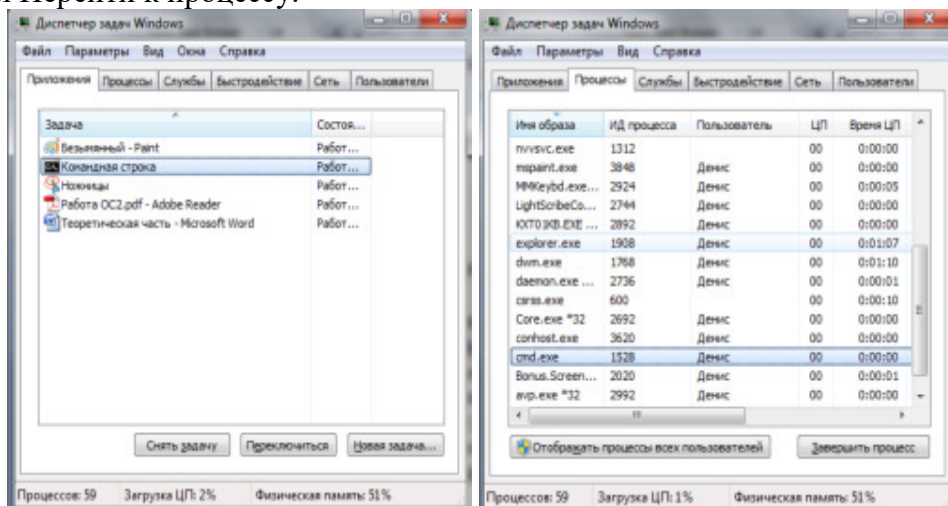 Перейти к процессу.
Диспетчер задач Windows
Файл Параметры Вид Окна Справка
Приложения Процессы Службы Быстродействие Сеть Пользователи
Задача Состоя...
Безымянный - Paint Работ...
Командная строка Работ...
Ножницы Работ...
Работа ОС2.pdf - Adobe Reader Работ...
Теоретическая часть - Microsoft Word Работ...
Снять задачу Переключиться Новая задача...
Процессов: 59 Загрузка ЦП: 2% Физическая память: 51%
Диспетчер задач Windows
Файл Параметры Вид Справка
Приложения Процессы Службы Быстродействие Сеть Пользователи
Имя образа ИД процесса Пользователь ЦП Время ЦП
nvvsvc.exe 1312 00 0:00:00
mspaint.exe 3848 Денис 00 0:00:00
MMKeybd.exe... 2924 Денис 00 0:00:05
LightScribeCo... 2744 Денис 00 0:00:00
2892 Денис 00 0:00:00
explorer.exe 1908 Денис 00 0:01:07
dwm.exe 1768 Денис 00 0:01:10
daemon.exe ... 2736 Денис 00 0:00:01
csrss.exe 600 00 0:00:10
Core.exe *32 2692 Денис 00 0:00:00
conhost.exe 3620 Денис 00 0:00:00
cmd.exe 1528 Денис 00 0:00:00
Bonus.Screen... 2020 Денис 00 0:00:01
avp.exe *32 2992 Денис 00 0:00:00
Отображать процессы всех пользователей Завершить процесс
Процессов: 59 Загрузка ЦП: 1% Физическая память: 51%